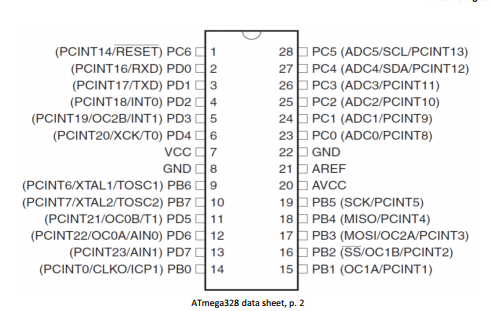 (PCINT14/RESET) PC6 1 28 PC5 (ADC5/SCL/PCINT13)
(PCINT16/RXD) PD0 2 27 PC4 (ADC4/SDA/PCINT12)
(PCINT17/TXD) PD1 3 26 PC3 (ADC3/PCINT11)
(PCINT18/INT0) PD2 4 25 PC2 (ADC2/PCINT10)
(PCINT19/OC2B/INT1) PD3 5 24 PC1 (ADC1/PCINT9)
(PCINT20/XCK/T0) PD4 6 23 PC0 (ADC0/PCINT8)
VCC 7 22 GND
GND 8 21 AREF
(PCINT6/XTAL1/TOSC1) PB6 9 20 AVCC
(PCINT7/XTAL2/TOSC2) PB7 10 19 PB5 (SCK/PCINT5)
(PCINT21/OC0B/T1) PD5 11 18 PB4 (MISO/PCINT4)
(PCINT22/OC0A/AIN0) PD6 12 17 PB3 (MOSI/OC2A/PCINT3)
(PCINT23/AIN1) PD7 13 16 PB2 (SS/OC1B/PCINT2)
(PCINT0/CLKO/ICP1) PB0 14 15 PB1 (OC1A/PCINT1)
ATmega328 data sheet, p. 2